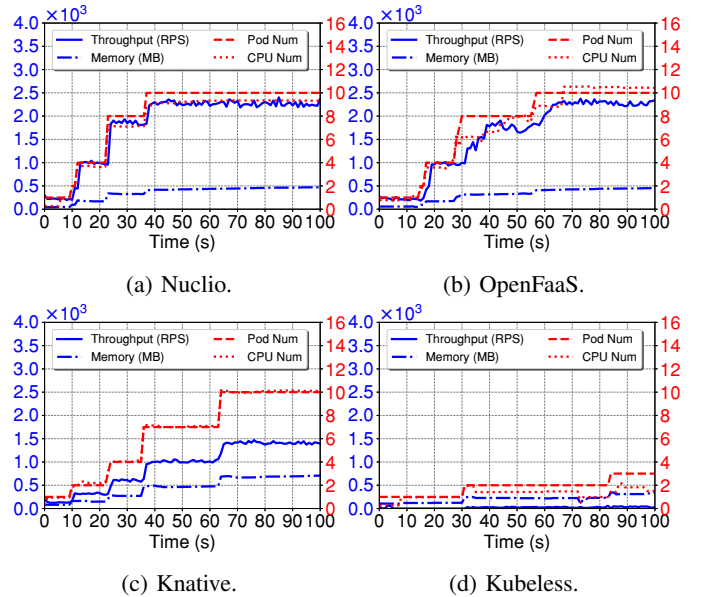 ×10³
4.0 3.5 3.0 2.5 2.0 1.5 1.0 0.5 0.0
Throughput (RPS) Pod Num
Memory (MB) CPU Num
16 14 12 10 8 6 4 2 0
0 10 20 30 40 50 60 70 80 90 100
Time (s)
(a) Nuclio.
×10³
4.0 3.5 3.0 2.5 2.0 1.5 1.0 0.5 0.0
Throughput (RPS) Pod Num
Memory (MB) CPU Num
16 14 12 10 8 6 4 2 0
0 10 20 30 40 50 60 70 80 90 100
Time (s)
(b) OpenFaaS.
×10³
4.0 3.5 3.0 2.5 2.0 1.5 1.0 0.5 0.0
Throughput (RPS) Pod Num
Memory (MB) CPU Num
16 14 12 10 8 6 4 2 0
0 10 20 30 40 50 60 70 80 90 100
Time (s)
(c) Knative.
×10³
4.0 3.5 3.0 2.5 2.0 1.5 1.0 0.5 0.0
Throughput (RPS) Pod Num
Memory (MB) CPU Num
16 14 12 10 8 6 4 2 0
0 10 20 30 40 50 60 70 80 90 100
Time (s)
(d) Kubeless.